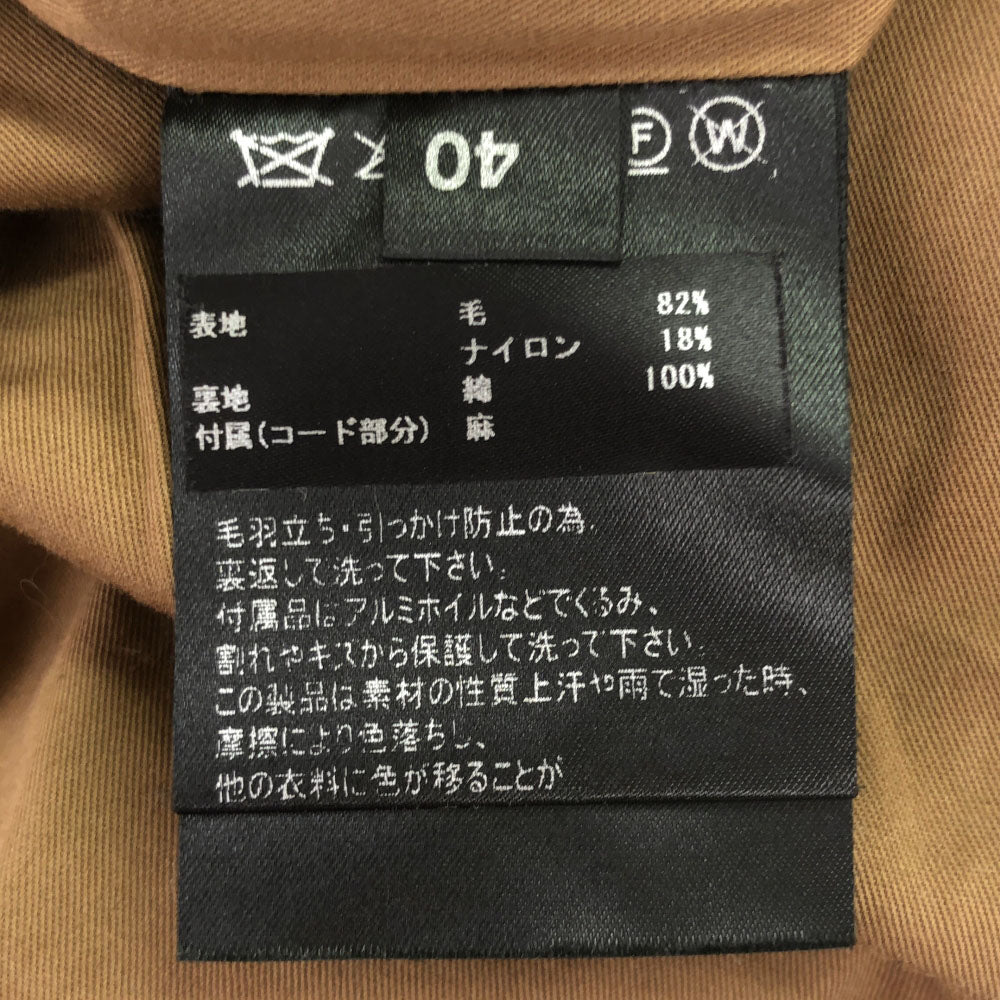 40
F W
表地 毛 82%
ナイロン 18%
裏地 綿 100%
付属(コード部分) 麻
毛羽立ち・引っかけ防止の為、
裏返して洗って下さい。
付属品はアルミホイルなどでくるみ、
割れやキズから保護して洗って下さい。
この製品は素材の性質上汗や雨で湿った時、
摩擦により色落ちし、
他の衣料に色が移ることが